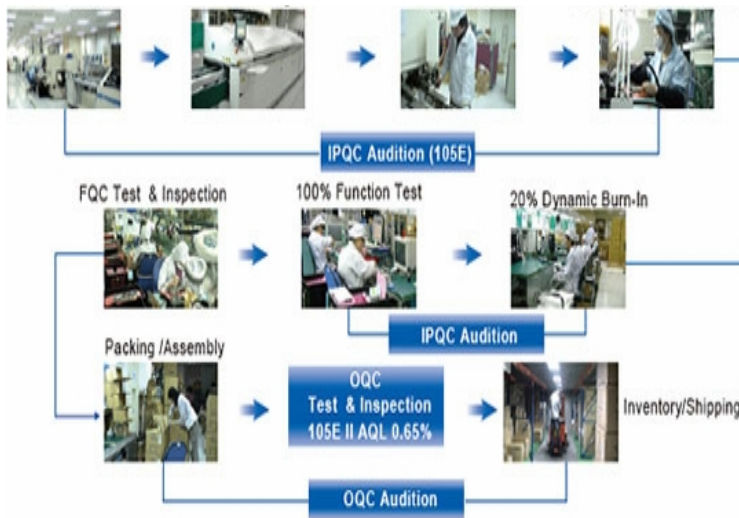 IPQC Audition (105E)
FQC Test & Inspection
100% Function Test
20% Dynamic Burn-In
IPQC Audition
Packing /Assembly
OQC
Test & Inspection
105E II AQL 0.65%
Inventory/Shipping
OQC Audition